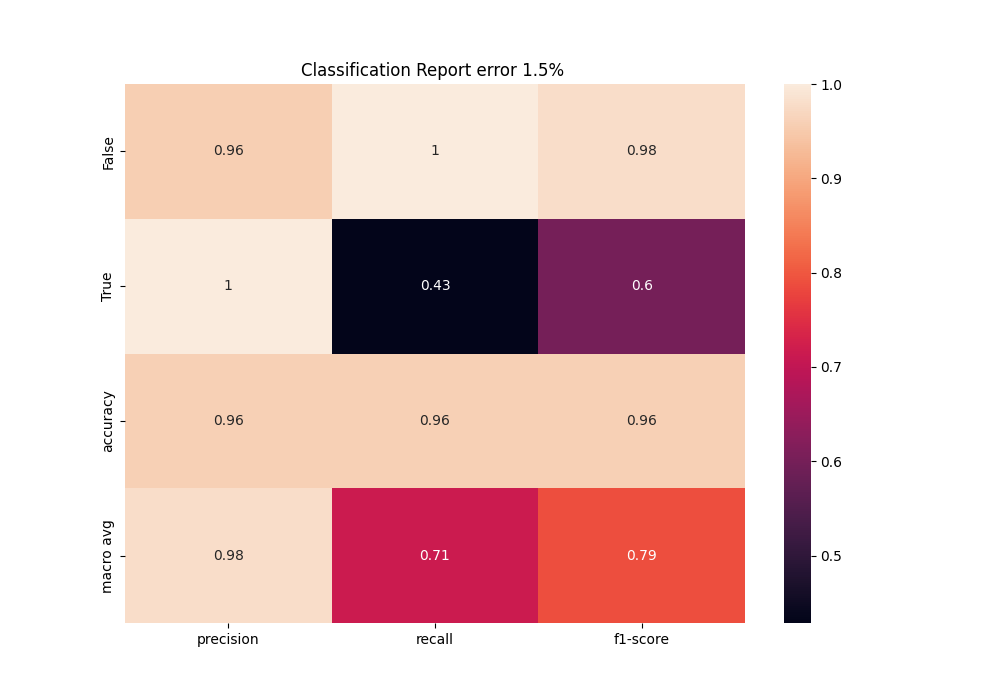 Classification Report error 1.5%
False
0.96
1
0.98
True
1
0.43
0.6
accuracy
0.96
0.96
0.96
macro avg
0.98
0.71
0.79
precision
recall
f1-score
1.0
0.9
0.8
0.7
0.6
0.5